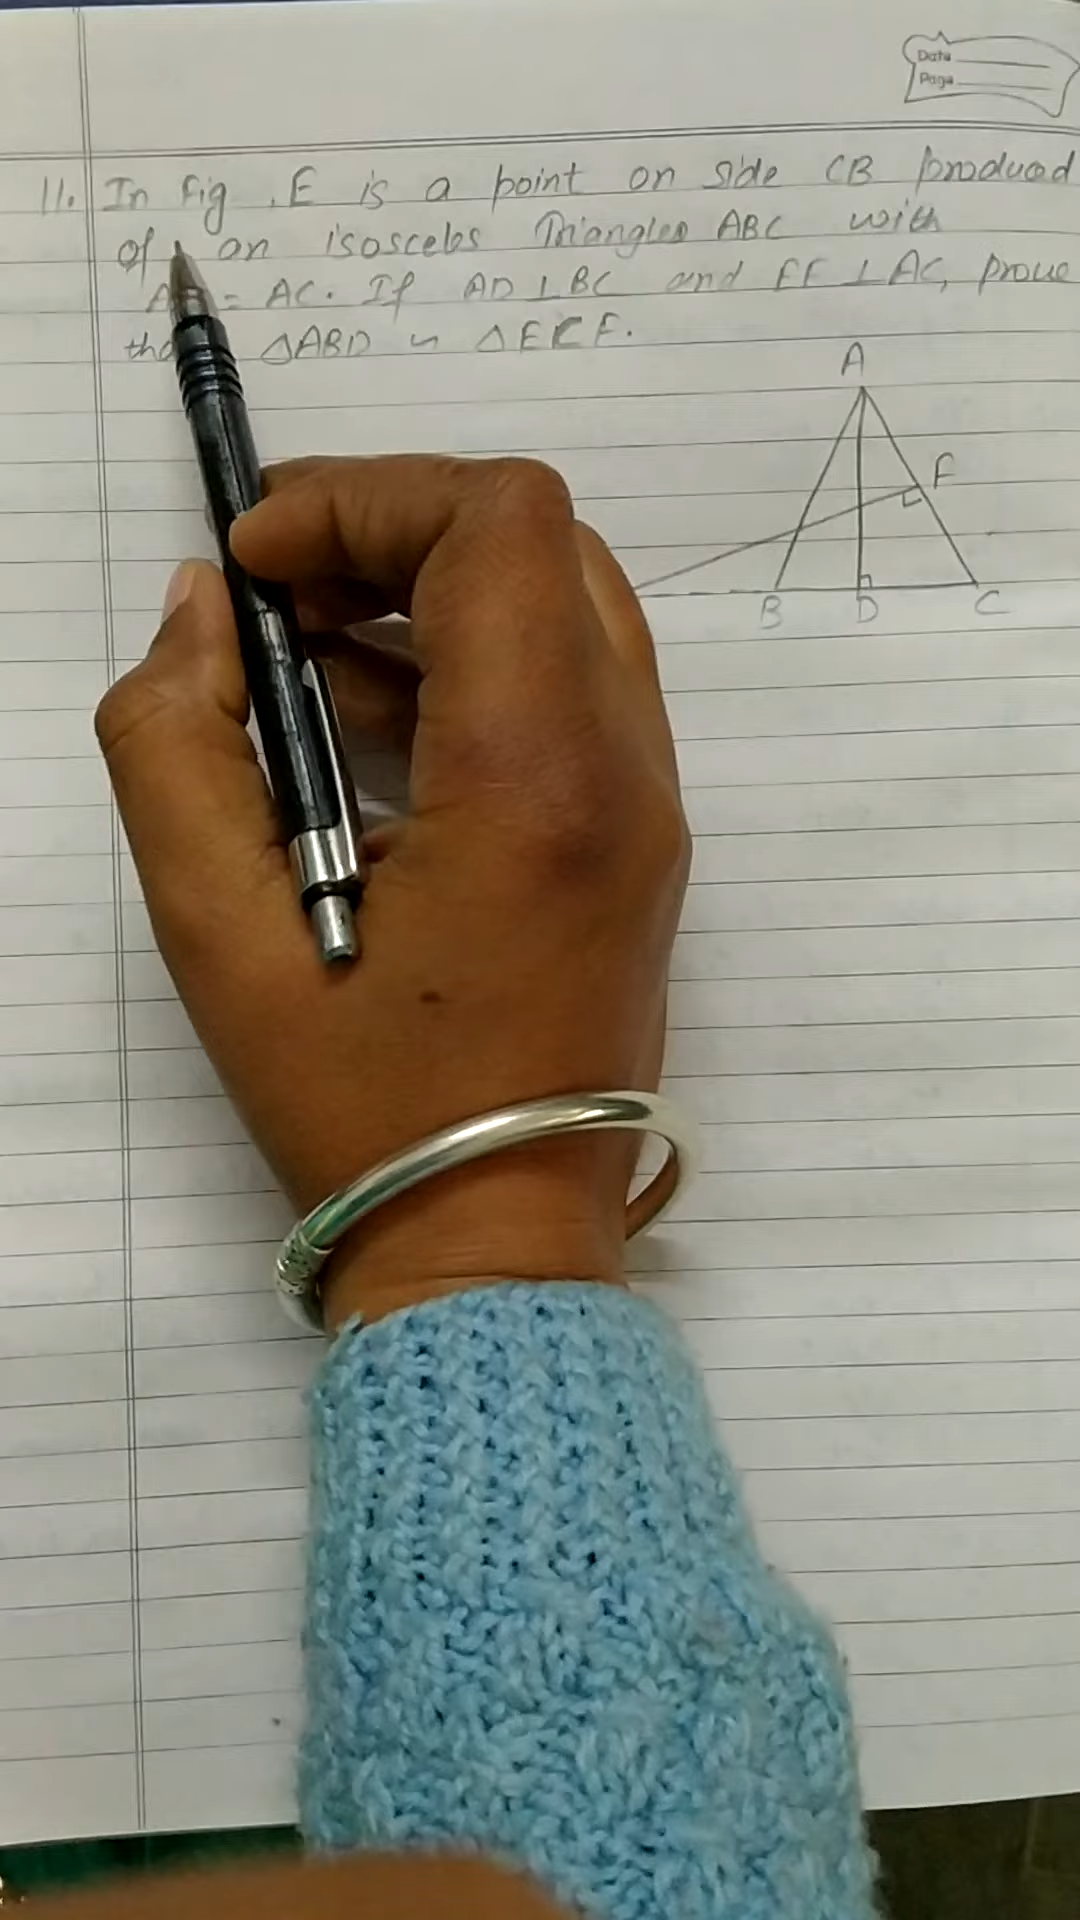 Date
Page
11. In fig , E is a point on side CB produced
of an isosceles Triangles ABC with
= AC. If AD ⊥ BC and EF ⊥ AC, prove
ΔABD ~ ΔECF.
A
F
B D C